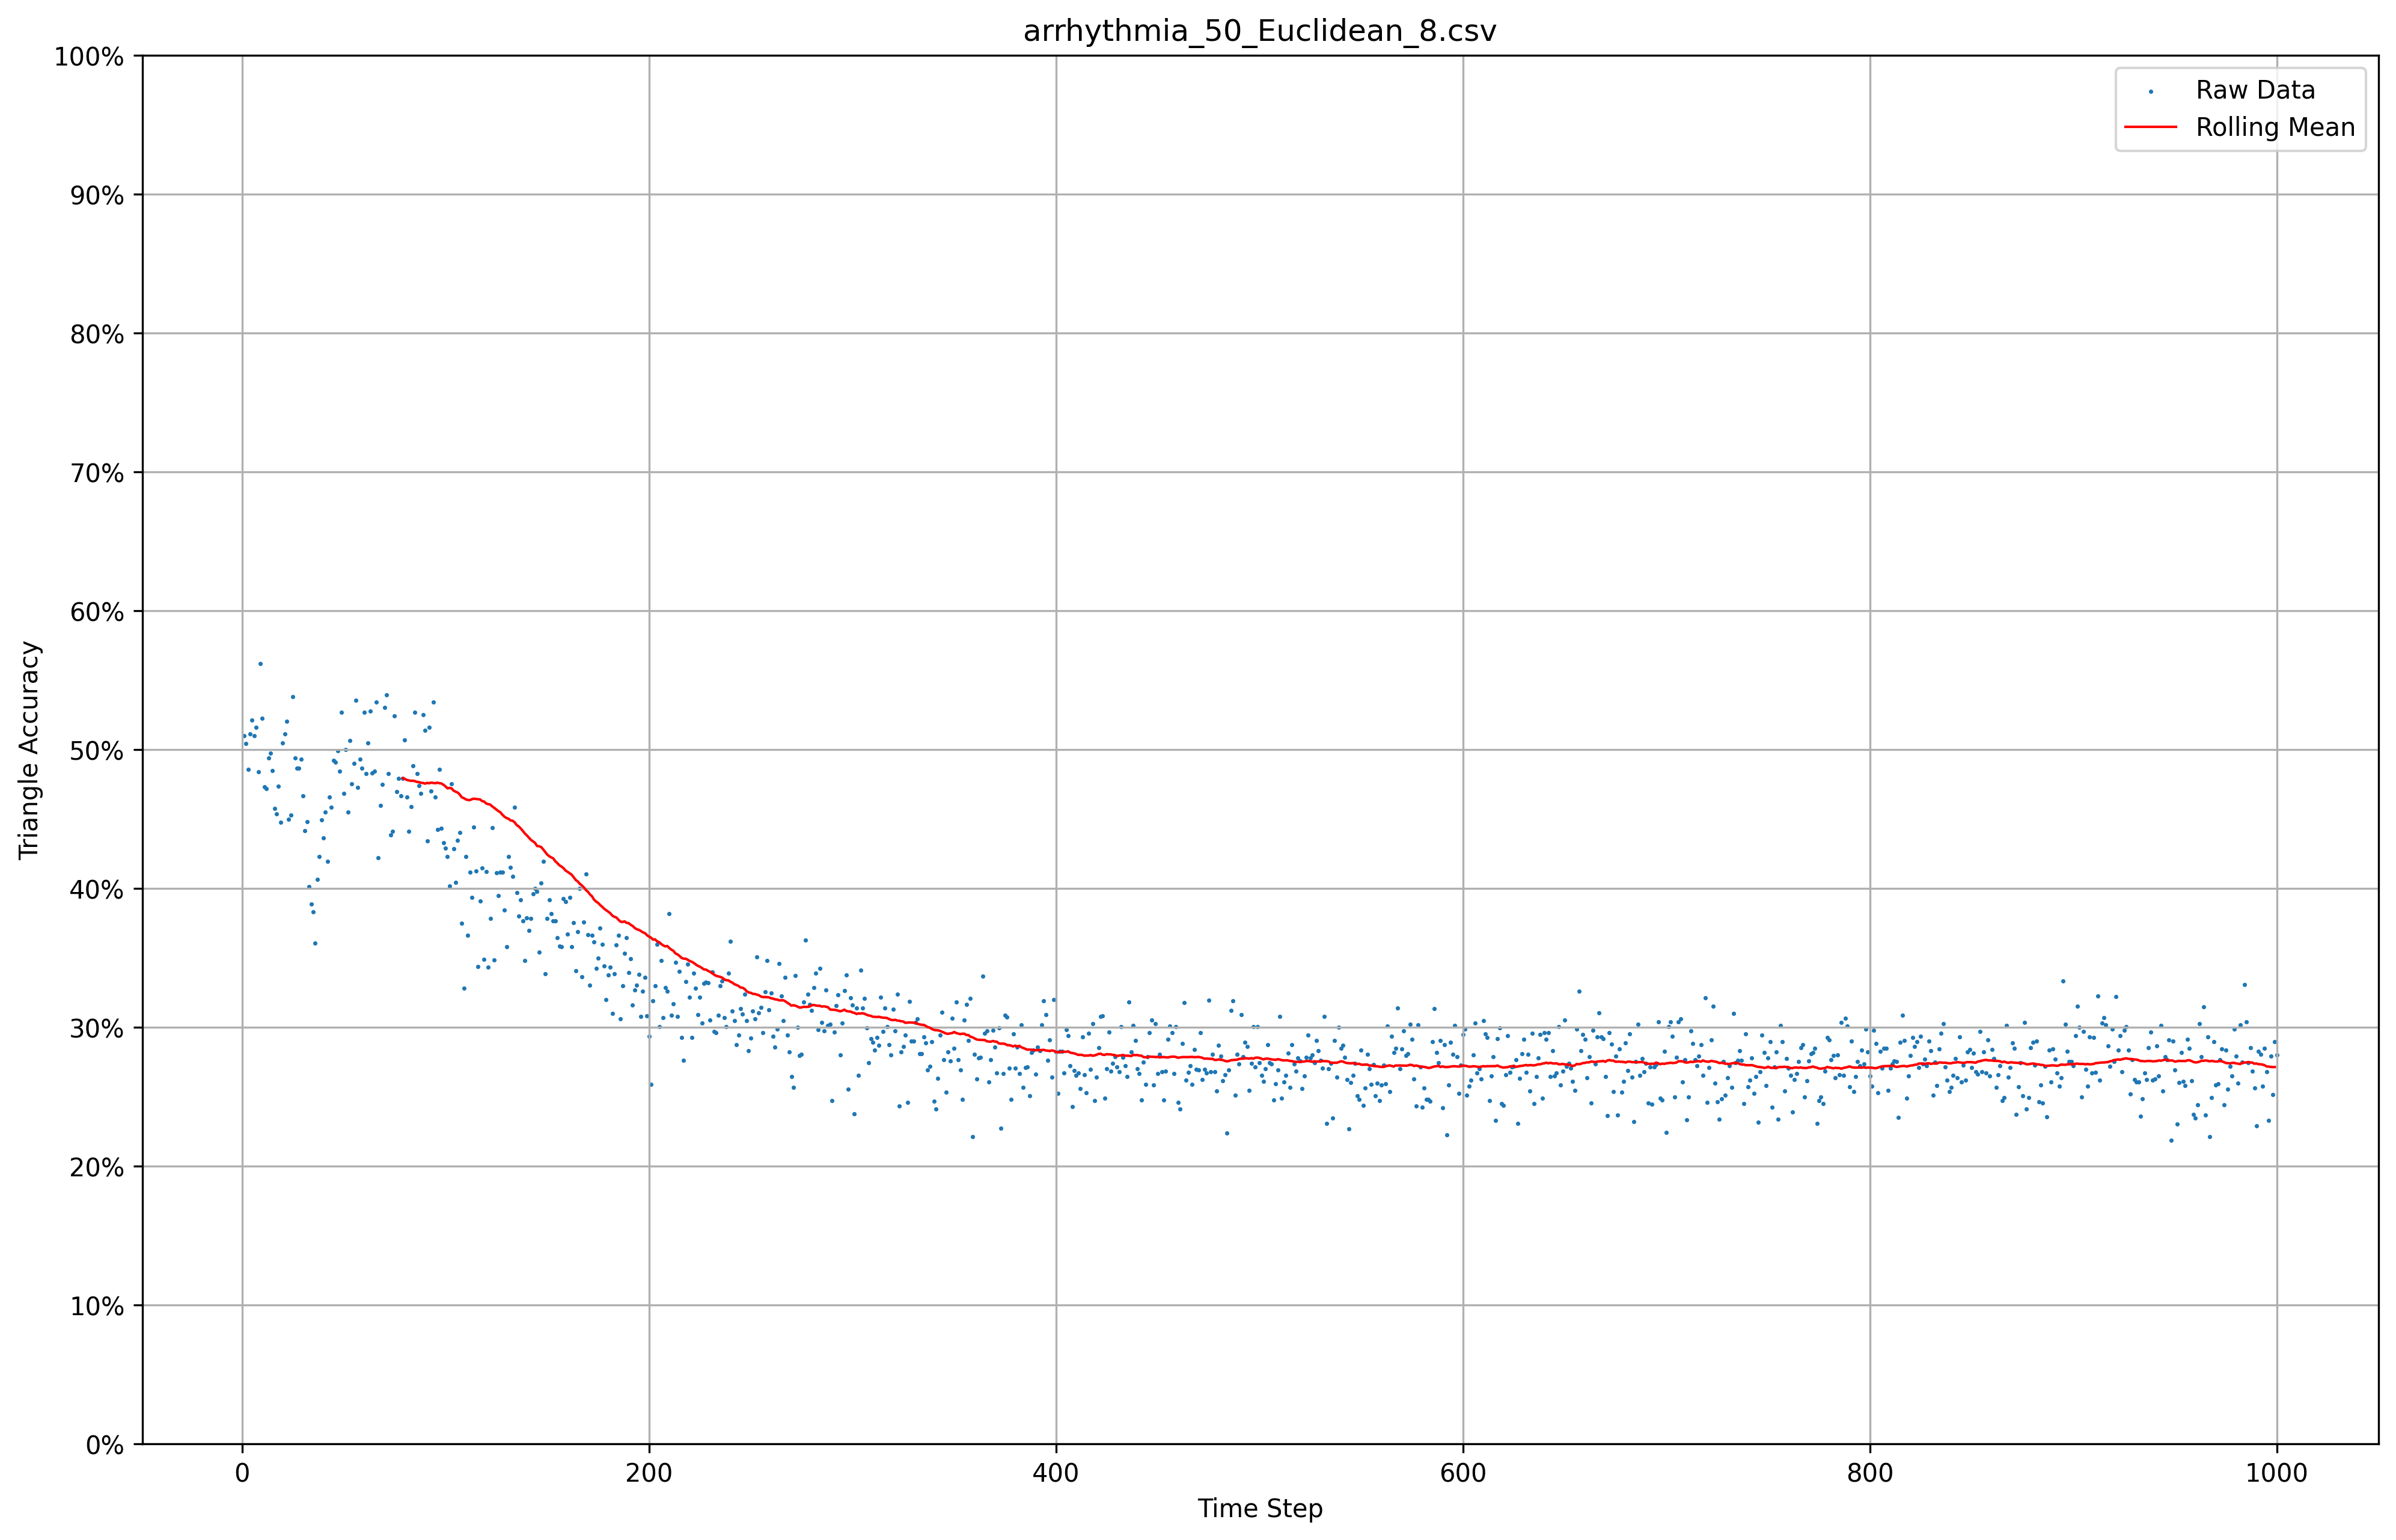 arrhythmia_50_Euclidean_8.csv
100%
90%
80%
70%
60%
50%
40%
30%
20%
10%
0%
Triangle Accuracy
Raw Data
Rolling Mean
0 200 400 600 800 1000
Time Step